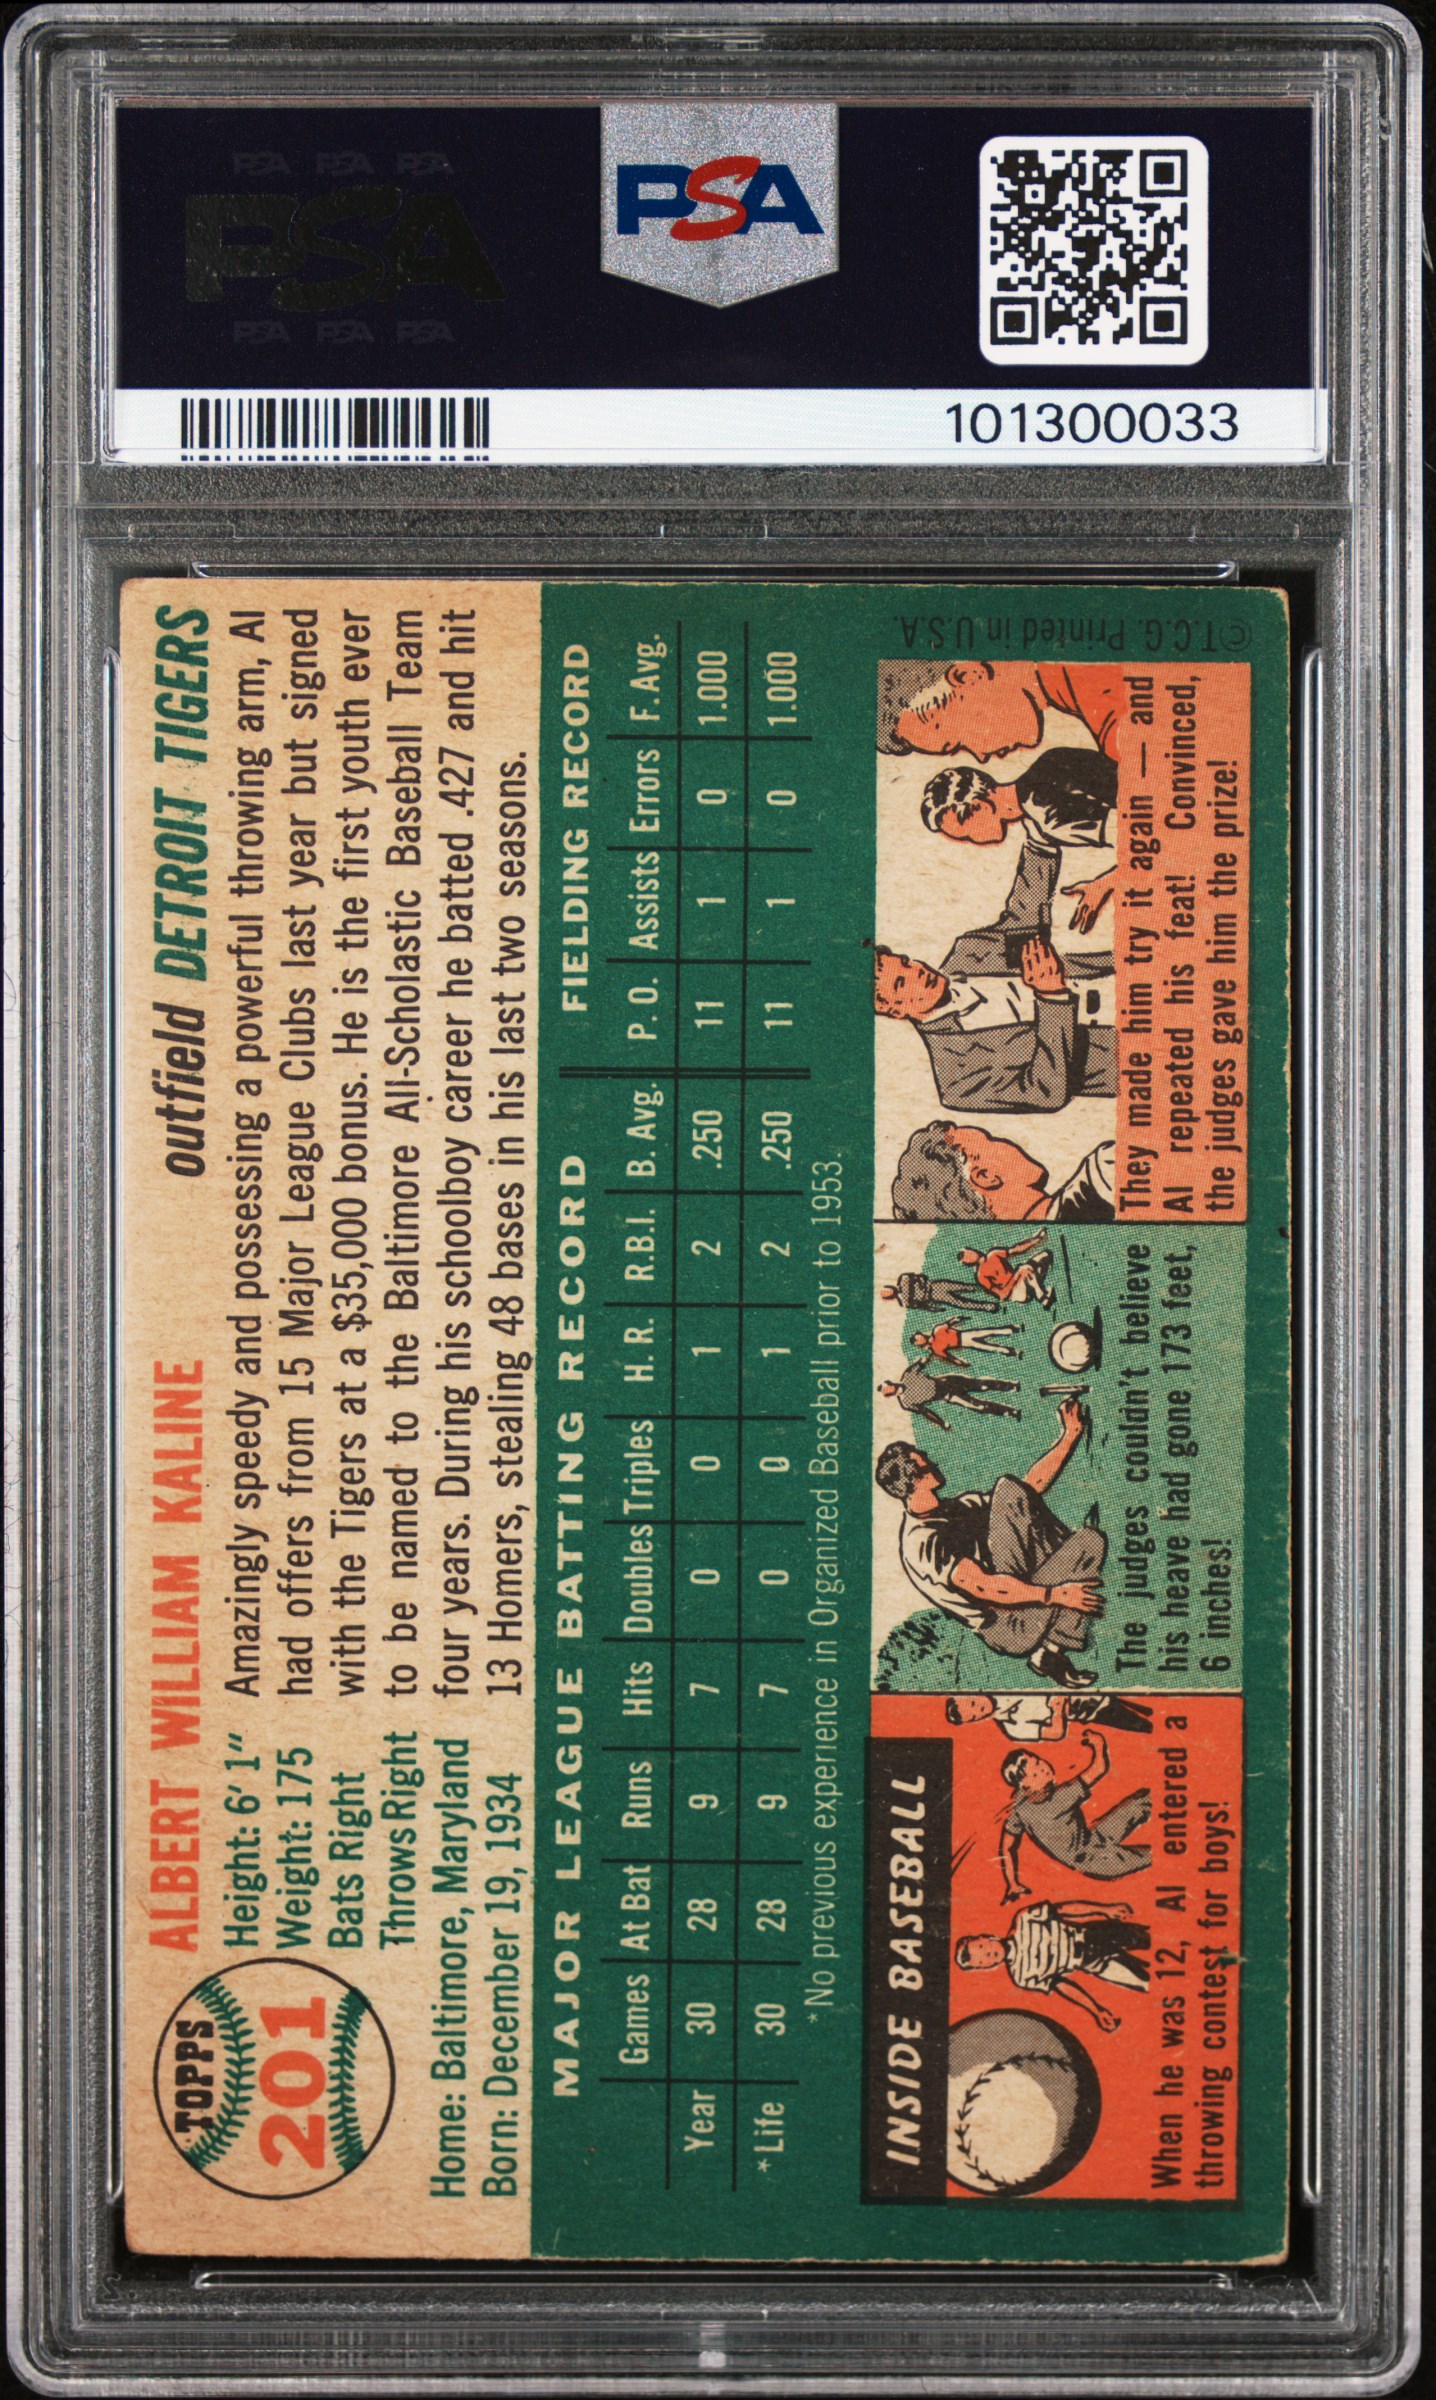 PSA PSA PSA
PSA
PSA PSA PSA
PSA
101300033
TOPPS
201
ALBERT WILLIAM KALINE
outfield DETROIT TIGERS
Height: 6' 1"
Weight: 175
Bats Right
Throws Right
Home: Baltimore, Maryland
Born: December 19, 1934
Amazingly speedy and possessing a powerful throwing arm, Al
had offers from 15 Major League Clubs last year but signed
with the Tigers at a $35,000 bonus. He is the first youth ever
to be named to the Baltimore All-Scholastic Baseball Team
four years. During his schoolboy career he batted .427 and hit
13 Homers, stealing 48 bases in his last two seasons.
MAJOR LEAGUE BATTING RECORD FIELDING RECORD
Games At Bat Runs Hits Doubles Triples H. R. R.B.I. B. Avg. P. O. Assists Errors F. Avg.
Year 30 28 9 7 0 0 1 2 .250 11 1 0 1.000
*Life 30 28 9 7 0 0 1 2 .250 11 1 0 1.000
*No previous experience in Organized Baseball prior to 1953.
INSIDE BASEBALL
When he was 12, Al entered a
throwing contest for boys!
The judges couldn't believe
his heave had gone 173 feet,
6 inches!
They made him try it again — and
Al repeated his feat! Convinced,
the judges gave him the prize!
©T.C.G. Printed in U.S.A.